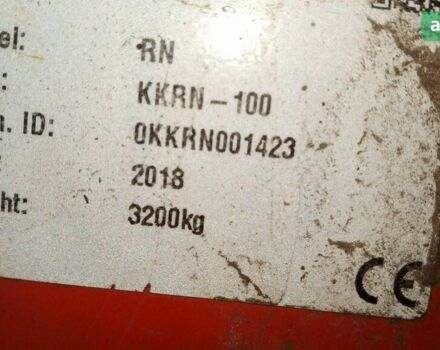 el: RN
: KKRN-100
n. ID: 0KKRN001423
: 2018
ht: 3200kg
CE